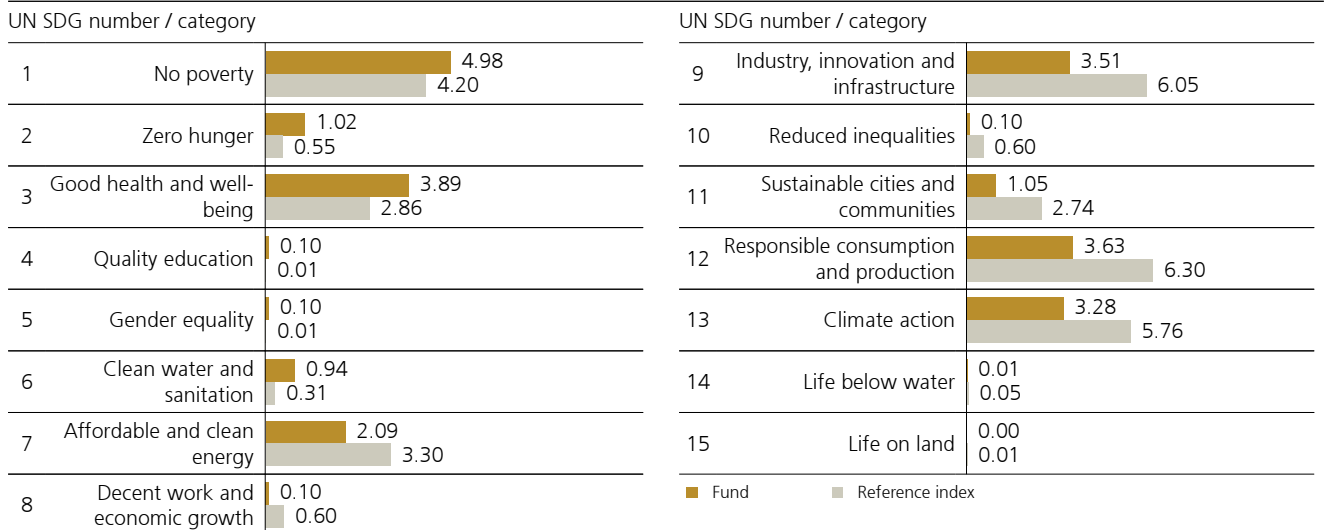 UN SDG number / category
1 No poverty 4.98
4.20
2 Zero hunger 1.02
0.55
3 Good health and well-
being 3.89
2.86
4 Quality education 0.10
0.01
5 Gender equality 0.10
0.01
6 Clean water and
sanitation 0.94
0.31
7 Affordable and clean
energy 2.09
3.30
8 Decent work and
economic growth 0.10
0.60
UN SDG number / category
9 Industry, innovation and
infrastructure 3.51
6.05
10 Reduced inequalities 0.10
0.60
11 Sustainable cities and
communities 1.05
2.74
12 Responsible consumption
and production 3.63
6.30
13 Climate action 3.28
5.76
14 Life below water 0.01
0.05
15 Life on land 0.00
0.01
Fund Reference index